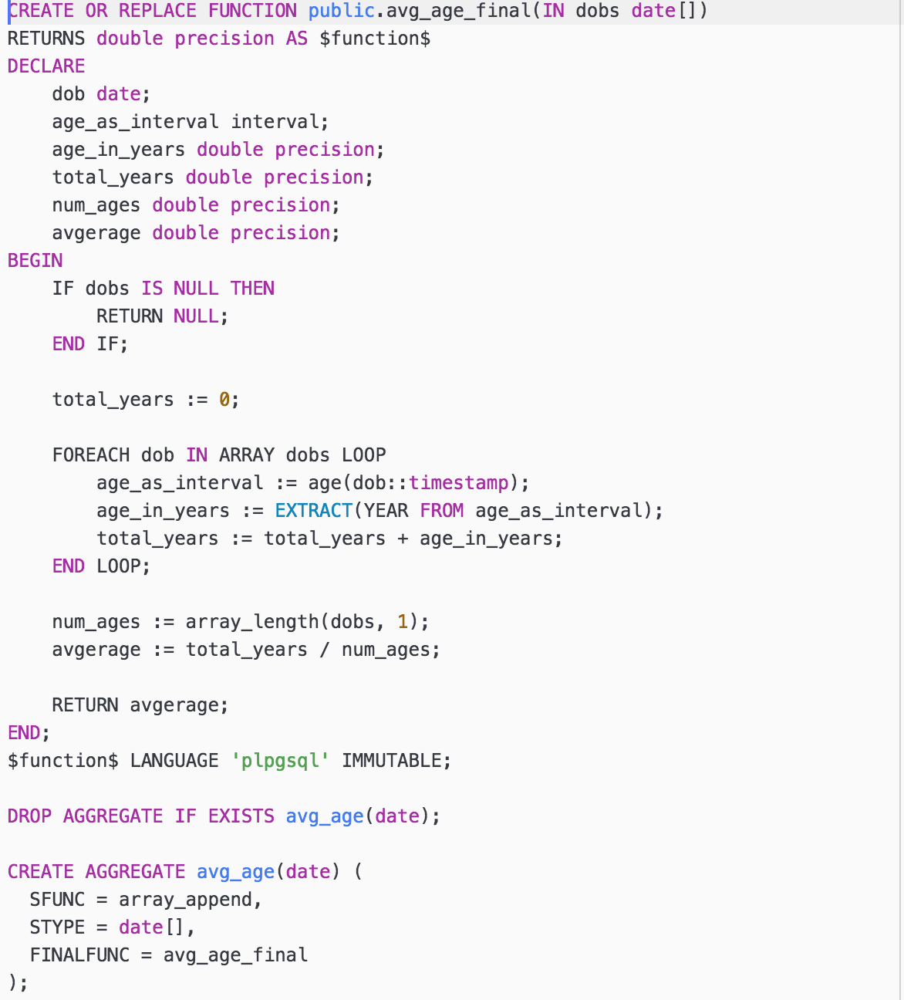 CREATE OR REPLACE FUNCTION public.avg_age_final(IN dobs date[])
RETURNS double precision AS $function$
DECLARE
    dob date;
    age_as_interval interval;
    age_in_years double precision;
    total_years double precision;
    num_ages double precision;
    avgerage double precision;
BEGIN
    IF dobs IS NULL THEN
        RETURN NULL;
    END IF;

    total_years := 0;

    FOREACH dob IN ARRAY dobs LOOP
        age_as_interval := age(dob::timestamp);
        age_in_years := EXTRACT(YEAR FROM age_as_interval);
        total_years := total_years + age_in_years;
    END LOOP;

    num_ages := array_length(dobs, 1);
    avgerage := total_years / num_ages;

    RETURN avgerage;
END;
$function$ LANGUAGE 'plpgsql' IMMUTABLE;

DROP AGGREGATE IF EXISTS avg_age(date);

CREATE AGGREGATE avg_age(date) (
  SFUNC = array_append,
  STYPE = date[],
  FINALFUNC = avg_age_final
);